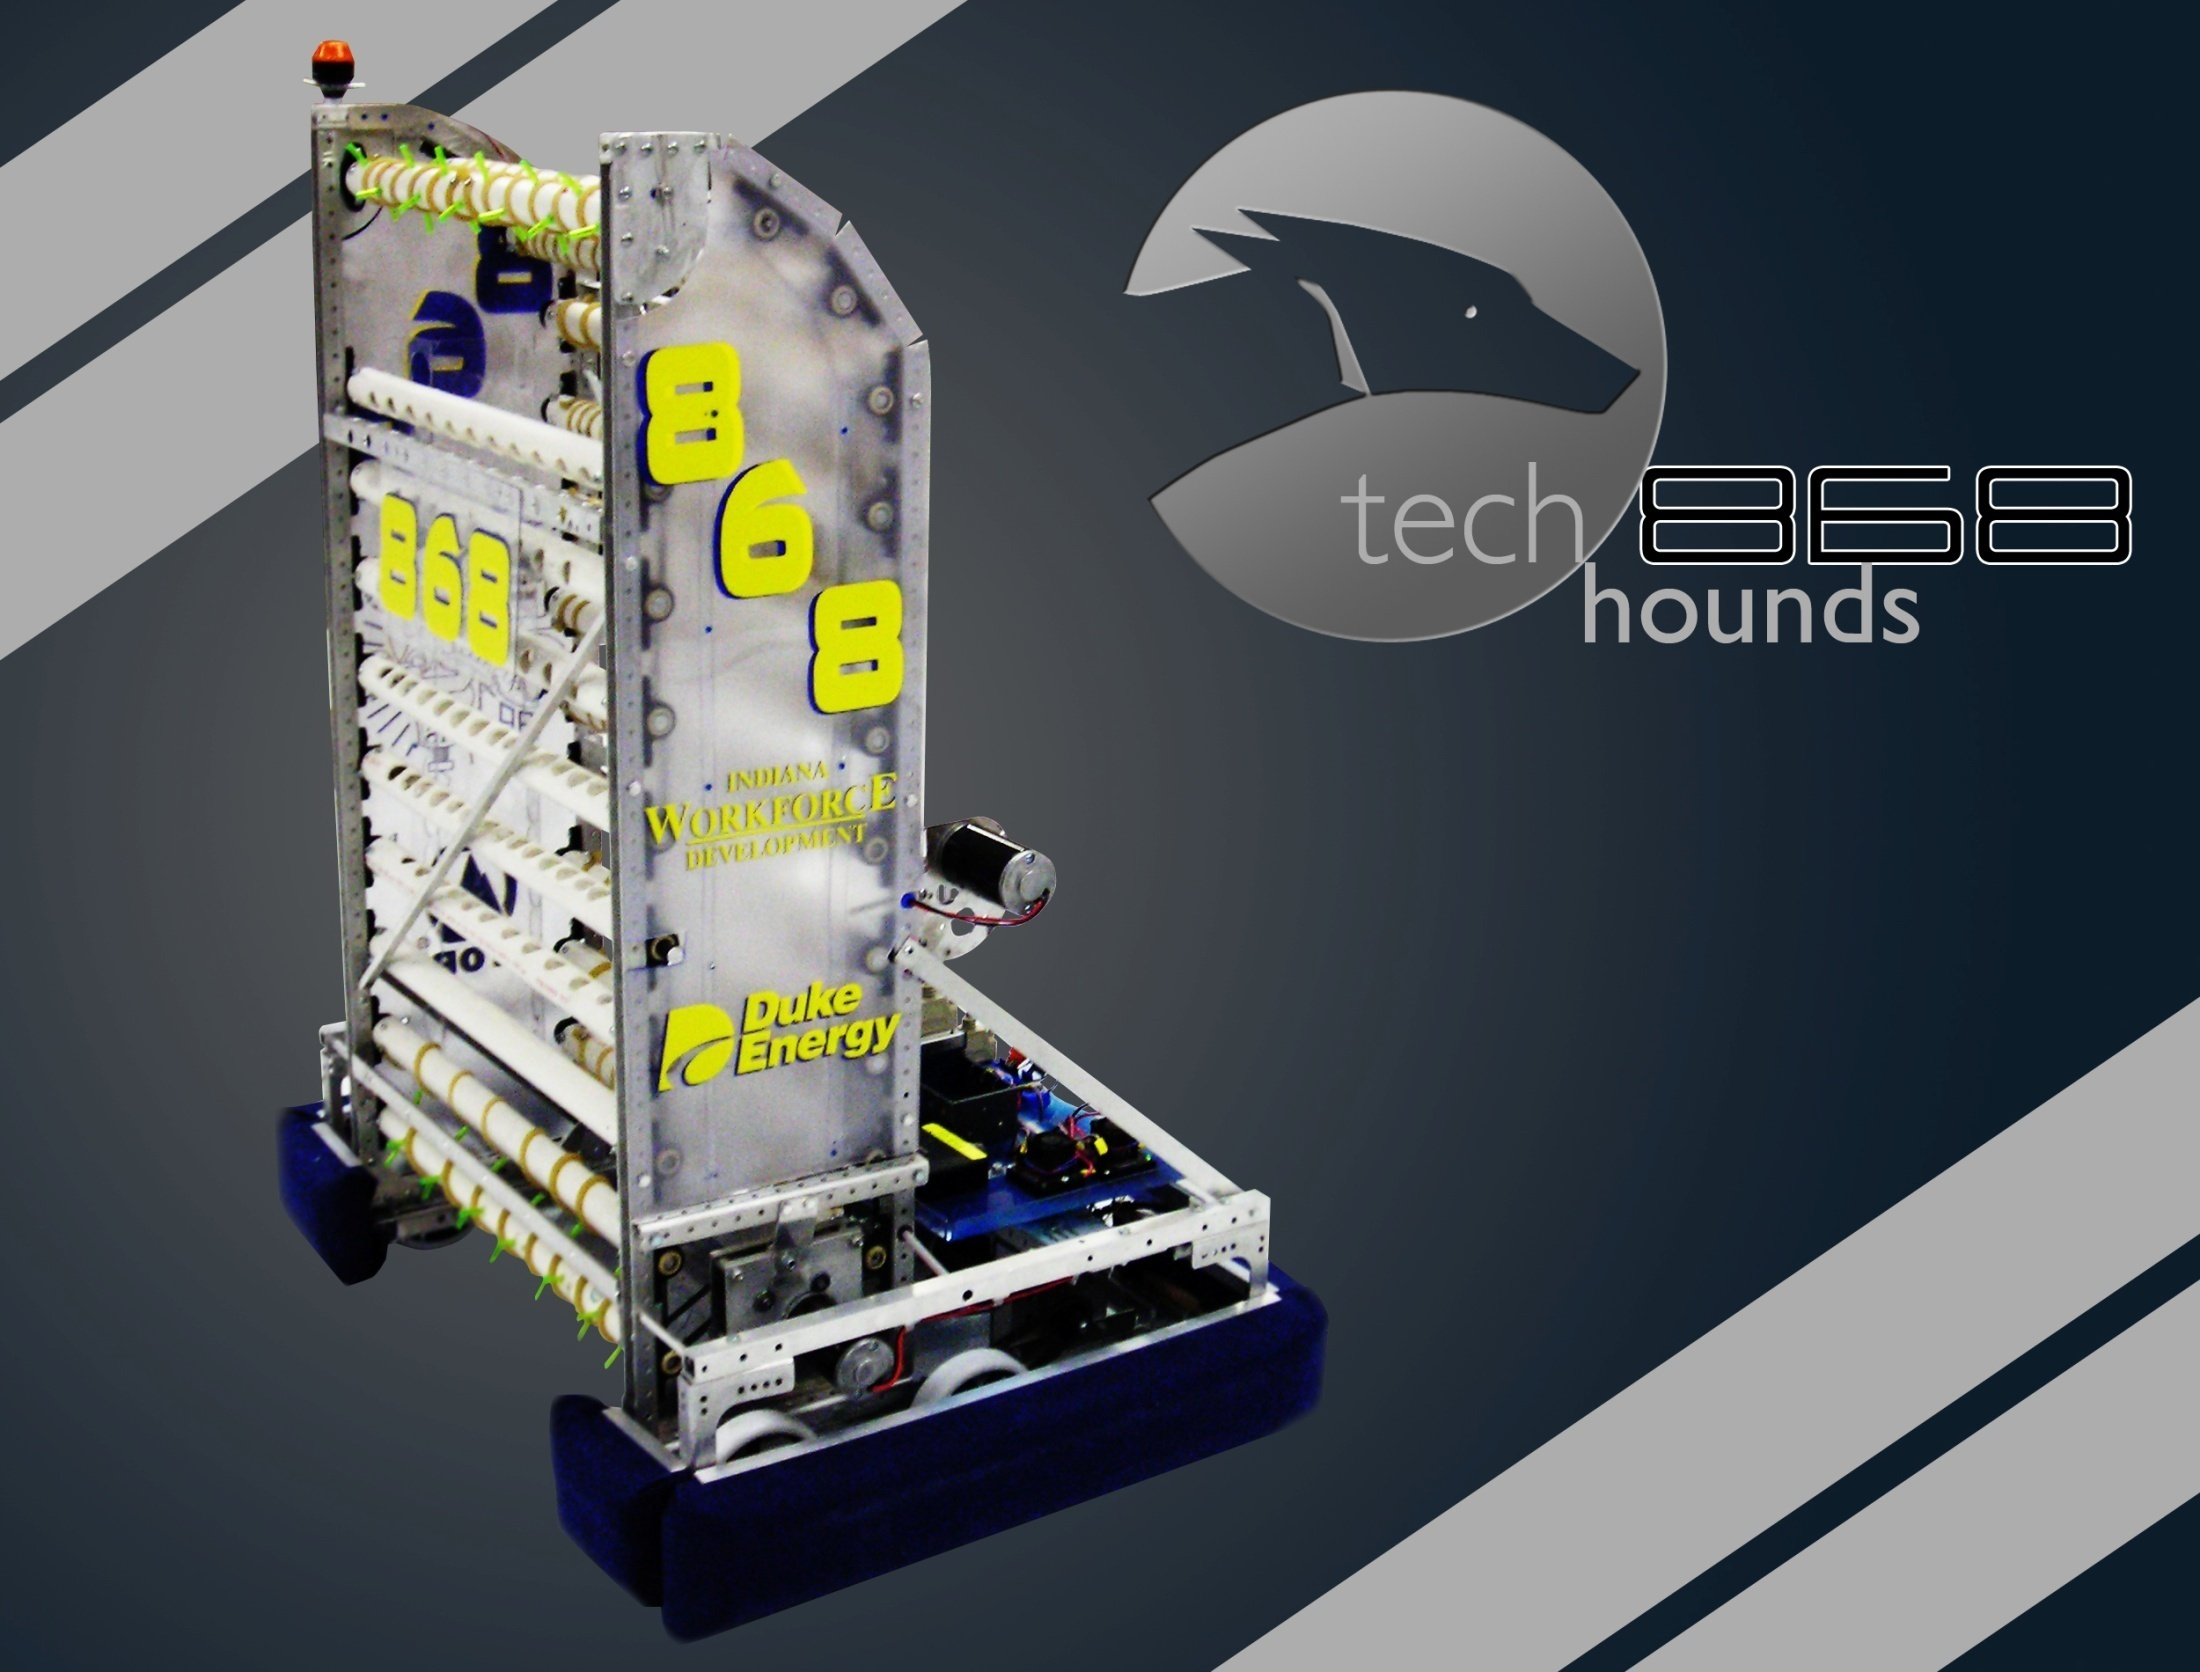 8
6
8
868
INDIANA
WORKFORCE
DEVELOPMENT
Duke
Energy
tech 868
hounds